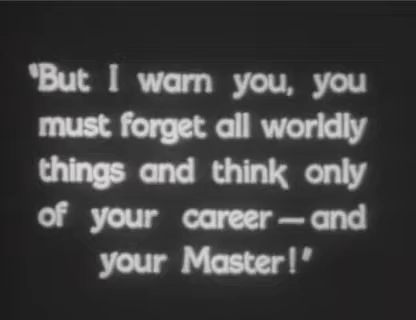 "But I warn you, you
must forget all worldly
things and think only
of your career — and
your Master!"